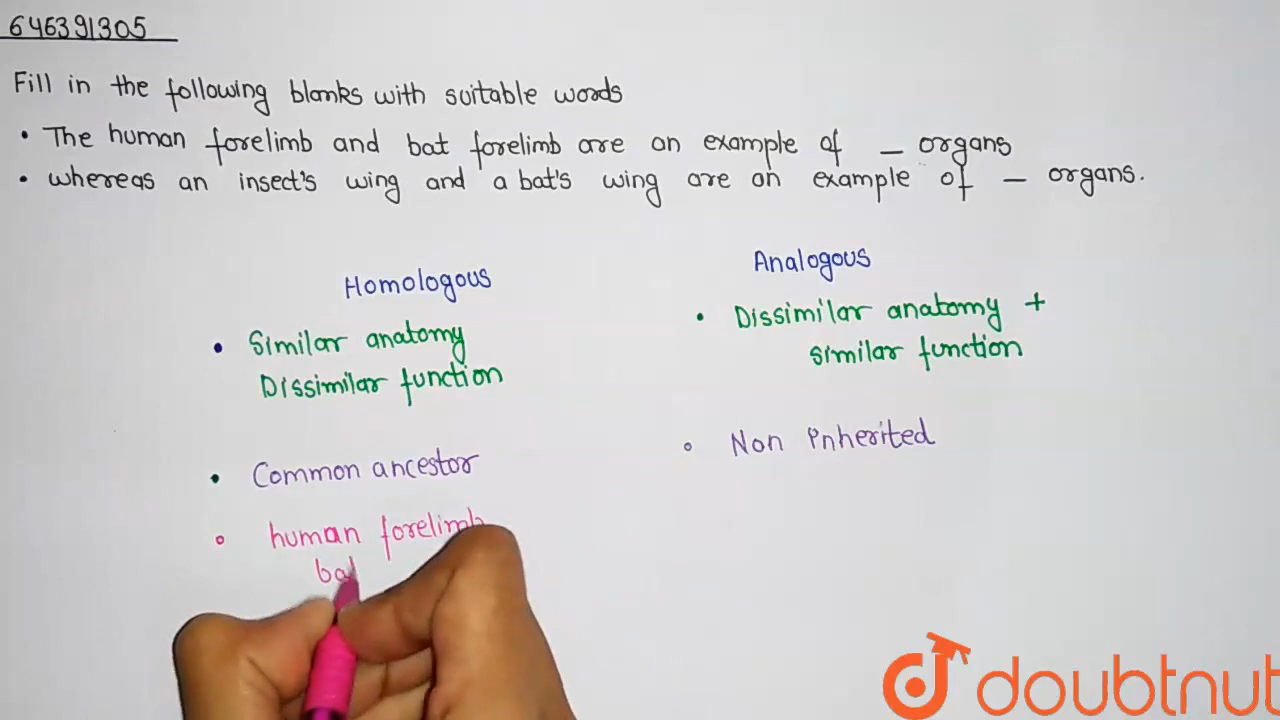 646391305
Fill in the following blanks with suitable words
• The human forelimb and bat forelimb are an example of _ organs
• whereas an insect's wing and a bat's wing are an example of _ organs.
Homologous
• Similar anatomy
Dissimilar function
• Common ancestor
• human forelimb
bat
Analogous
• Dissimilar anatomy +
similar function
• Non inherited
doubtnut